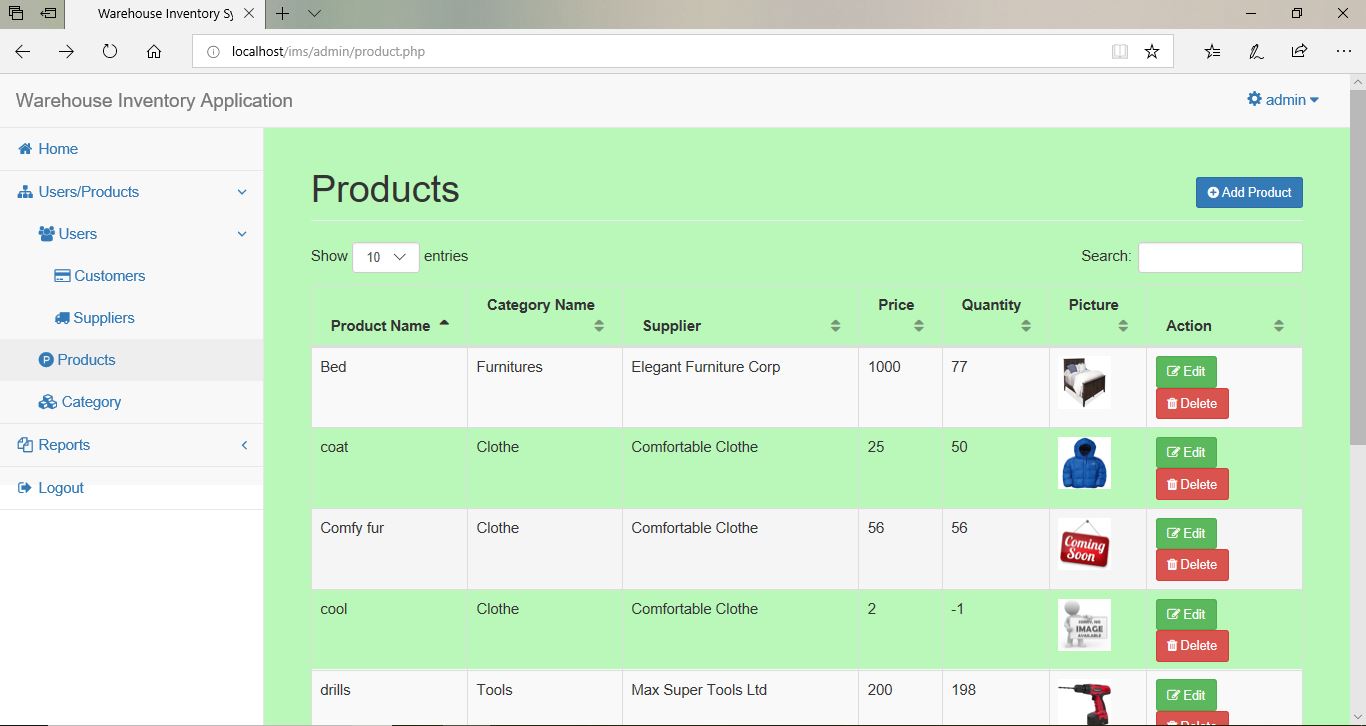 Warehouse Inventory Sy
localhost/ims/admin/product.php
Warehouse Inventory Application
admin
Home
Users/Products
Users
Customers
Suppliers
Products
Category
Reports
Logout
Products
Add Product
Show 10 entries
Search:
Product Name Category Name Supplier Price Quantity Picture Action
Bed Furnitures Elegant Furniture Corp 1000 77 Edit
Delete
coat Clothe Comfortable Clothe 25 50 Edit
Delete
Comfy fur Clothe Comfortable Clothe 56 56 Coming Soon Edit
Delete
cool Clothe Comfortable Clothe 2 -1 SORRY, NO IMAGE AVAILABLE Edit
Delete
drills Tools Max Super Tools Ltd 200 198 Edit
Delete